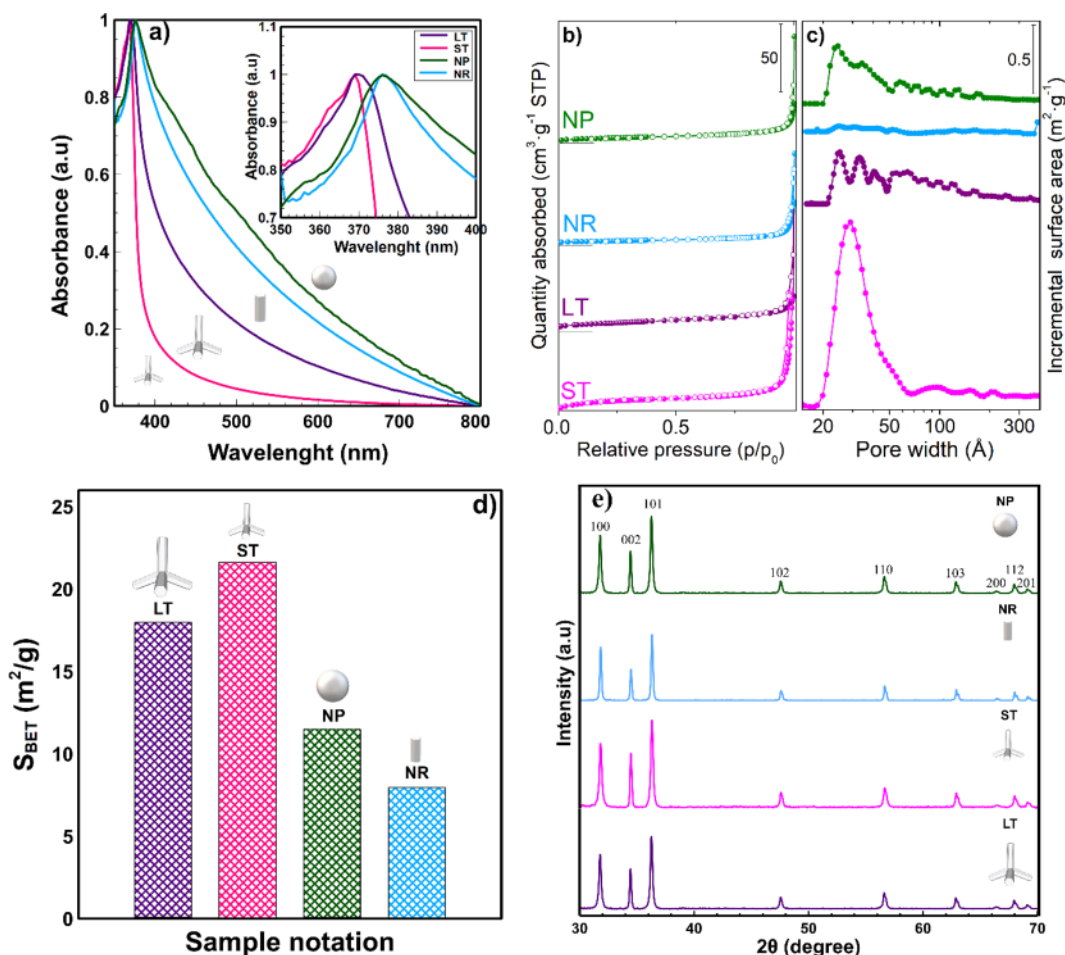 a)
Absorbance (a.u)
1
0.8
0.6
0.4
0.2
0
400
500
600
700
800
Wavelenght (nm)
Absorbance (a.u)
1.1
1
0.9
0.8
0.7
350
360
370
380
390
400
Wavelenght (nm)
LT
ST
NP
NR
b)
50
Quantity absorbed (cm³·g⁻¹ STP)
NP
NR
LT
ST
0.0
0.5
Relative pressure (p/p₀)
c)
0.5
Incremental surface area (m²·g⁻¹)
20
50
100
300
Pore width (Å)
d)
S_BET (m²/g)
25
20
15
10
5
0
LT
ST
NP
NR
Sample notation
e)
Intensity (a.u)
100
002
101
102
110
103
200
112
201
NP
NR
ST
LT
30
40
50
60
70
2θ (degree)